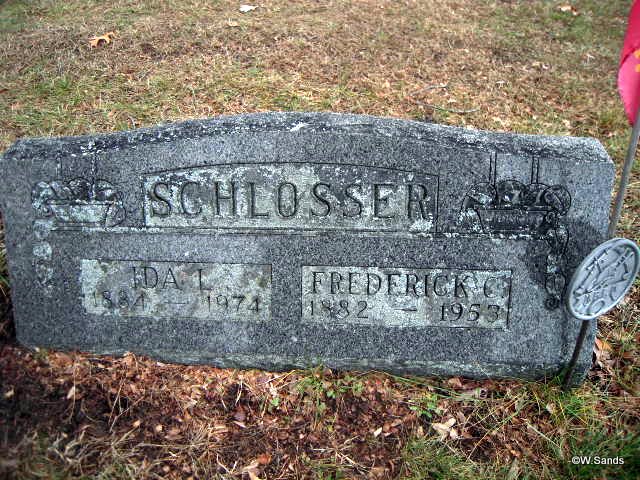 SCHLOSSER
IDA L.
1884 — 1974
FREDERICK C.
1882 — 1953
©W.Sands